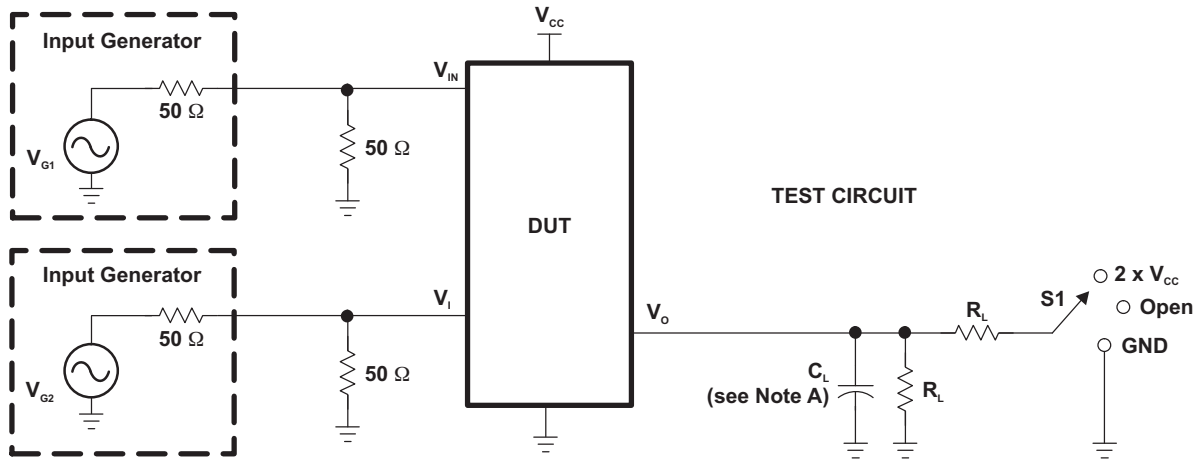 Input Generator
50 Ω
V_G1
V_IN
50 Ω
V_CC
DUT
TEST CIRCUIT
Input Generator
50 Ω
V_G2
V_I
50 Ω
V_O
C_L
(see Note A)
R_L
R_L
S1
2 x V_CC
Open
GND